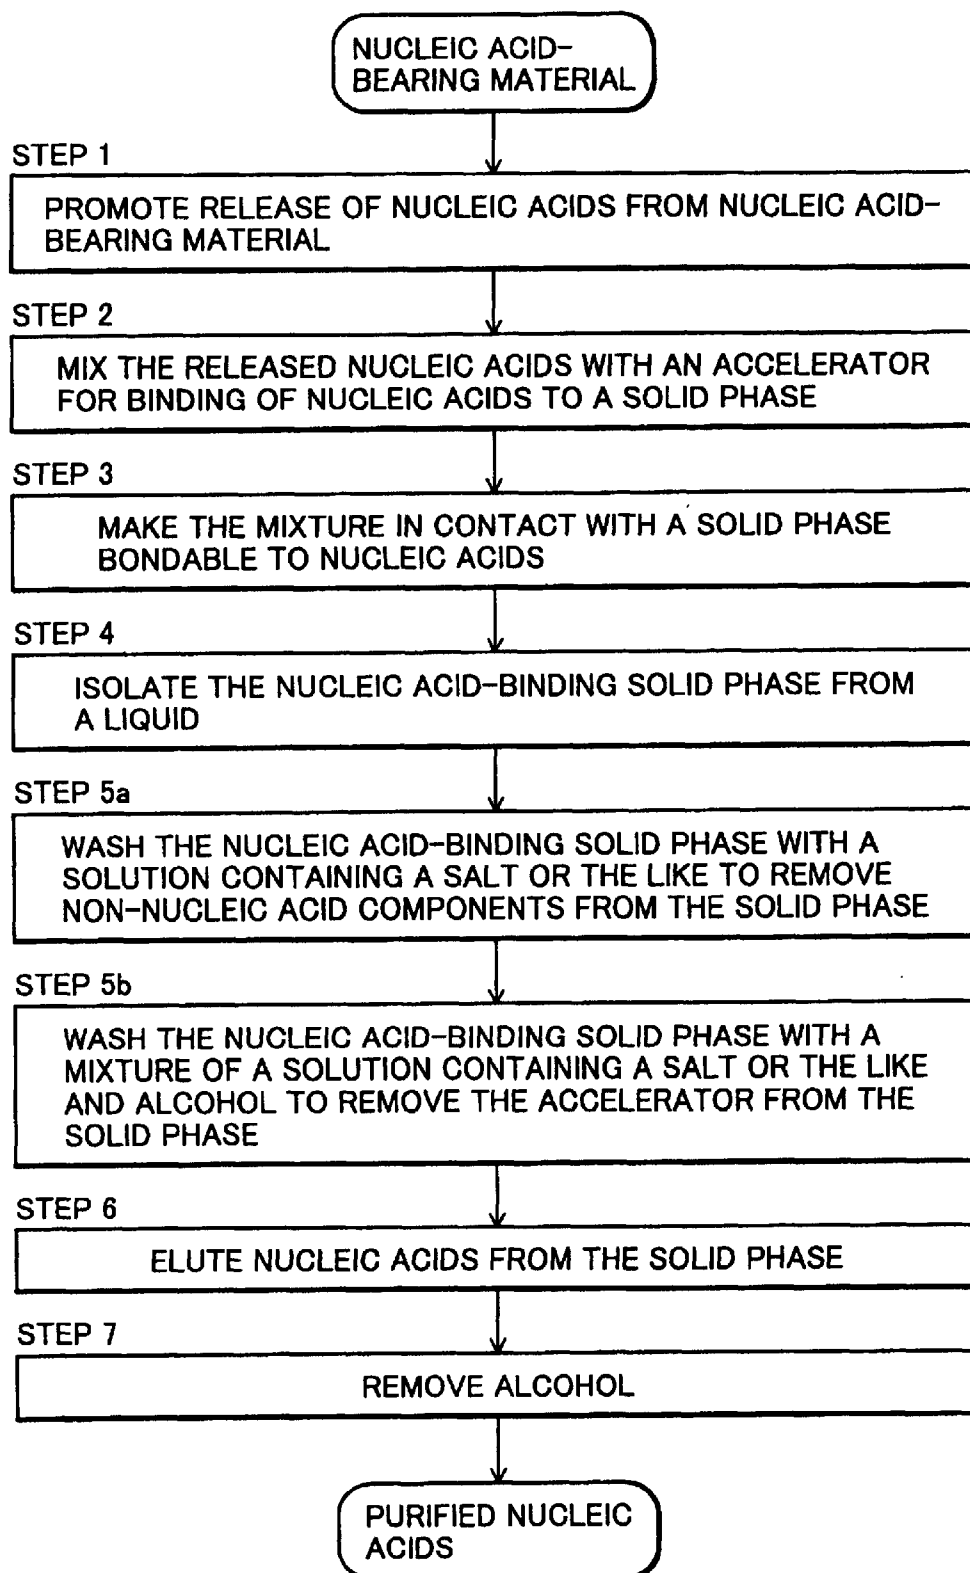 NUCLEIC ACID-
BEARING MATERIAL
STEP 1
PROMOTE RELEASE OF NUCLEIC ACIDS FROM NUCLEIC ACID-
BEARING MATERIAL
STEP 2
MIX THE RELEASED NUCLEIC ACIDS WITH AN ACCELERATOR
FOR BINDING OF NUCLEIC ACIDS TO A SOLID PHASE
STEP 3
MAKE THE MIXTURE IN CONTACT WITH A SOLID PHASE
BONDABLE TO NUCLEIC ACIDS
STEP 4
ISOLATE THE NUCLEIC ACID-BINDING SOLID PHASE FROM
A LIQUID
STEP 5a
WASH THE NUCLEIC ACID-BINDING SOLID PHASE WITH A
SOLUTION CONTAINING A SALT OR THE LIKE TO REMOVE
NON-NUCLEIC ACID COMPONENTS FROM THE SOLID PHASE
STEP 5b
WASH THE NUCLEIC ACID-BINDING SOLID PHASE WITH A
MIXTURE OF A SOLUTION CONTAINING A SALT OR THE LIKE
AND ALCOHOL TO REMOVE THE ACCELERATOR FROM THE
SOLID PHASE
STEP 6
ELUTE NUCLEIC ACIDS FROM THE SOLID PHASE
STEP 7
REMOVE ALCOHOL
PURIFIED NUCLEIC
ACIDS